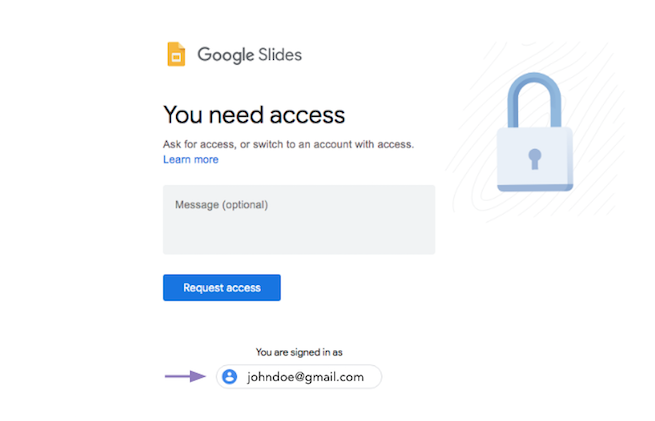 Google Slides
You need access
Ask for access, or switch to an account with access.
Learn more
Message (optional)
Request access
You are signed in as
johndoe@gmail.com